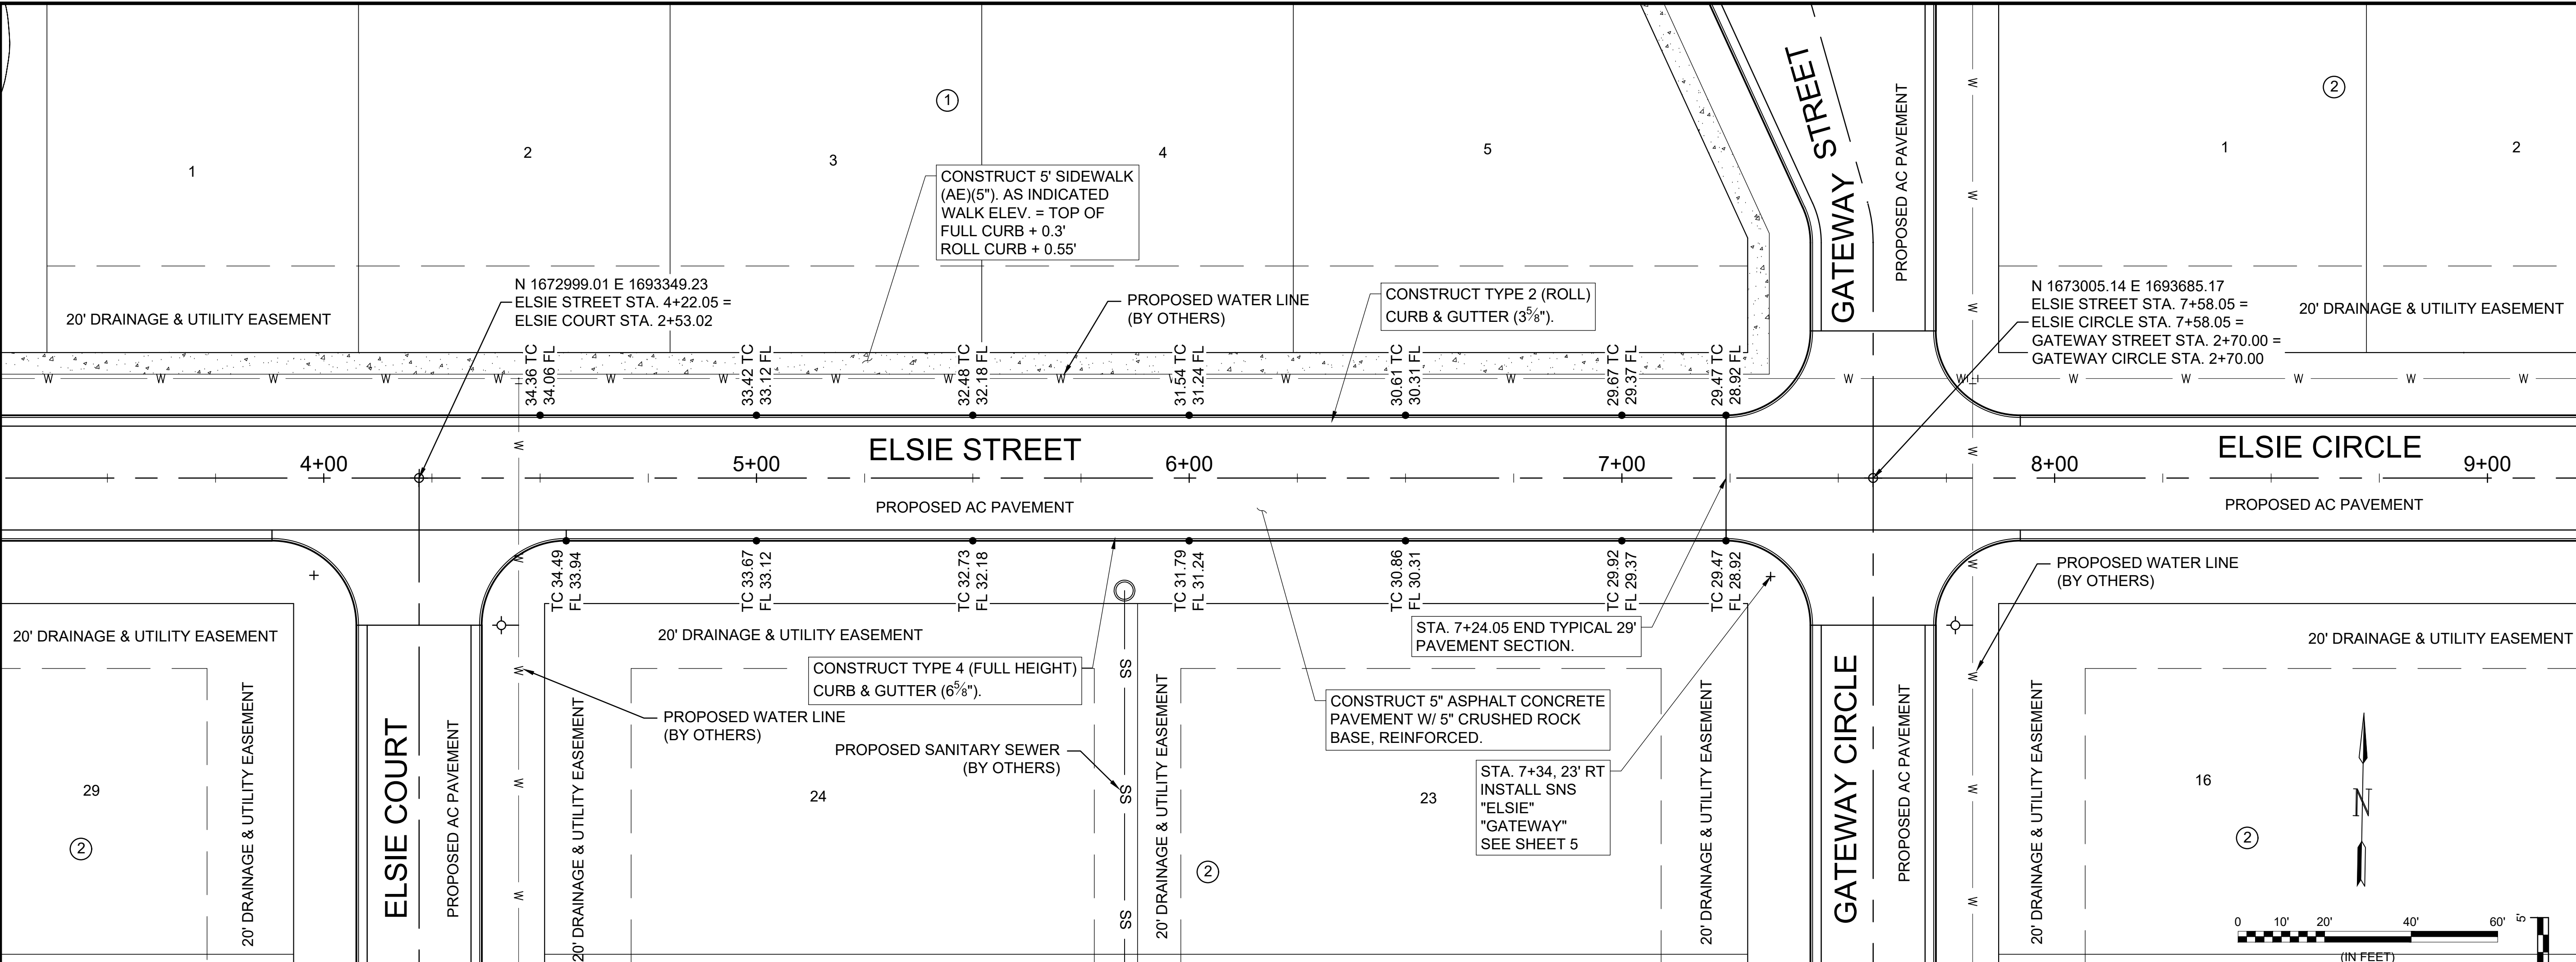 1
2
1
2
3
4
5
CONSTRUCT 5' SIDEWALK
(AE)(5"). AS INDICATED
WALK ELEV. = TOP OF
FULL CURB + 0.3'
ROLL CURB + 0.55'
GATEWAY STREET
PROPOSED AC PAVEMENT
2
1
2
20' DRAINAGE & UTILITY EASEMENT
N 1672999.01 E 1693349.23
ELSIE STREET STA. 4+22.05 =
ELSIE COURT STA. 2+53.02
PROPOSED WATER LINE
(BY OTHERS)
CONSTRUCT TYPE 2 (ROLL)
CURB & GUTTER (3⅝").
N 1673005.14 E 1693685.17
ELSIE STREET STA. 7+58.05 =
ELSIE CIRCLE STA. 7+58.05 =
GATEWAY STREET STA. 2+70.00 =
GATEWAY CIRCLE STA. 2+70.00
20' DRAINAGE & UTILITY EASEMENT
34.36 TC
34.06 FL
33.42 TC
33.12 FL
32.48 TC
32.18 FL
31.54 TC
31.24 FL
30.61 TC
30.31 FL
29.67 TC
29.37 FL
29.47 TC
28.92 FL
W W W W W W W W W W W W W W W W W W W W W W
ELSIE STREET
ELSIE CIRCLE
4+00
5+00
6+00
7+00
8+00
9+00
PROPOSED AC PAVEMENT
PROPOSED AC PAVEMENT
TC 34.49
FL 33.94
TC 33.67
FL 33.12
TC 32.73
FL 32.18
TC 31.79
FL 31.24
TC 30.86
FL 30.31
TC 29.92
FL 29.37
TC 29.47
FL 28.92
PROPOSED WATER LINE
(BY OTHERS)
20' DRAINAGE & UTILITY EASEMENT
20' DRAINAGE & UTILITY EASEMENT
STA. 7+24.05 END TYPICAL 29'
PAVEMENT SECTION.
20' DRAINAGE & UTILITY EASEMENT
CONSTRUCT TYPE 4 (FULL HEIGHT)
CURB & GUTTER (6⅝").
CONSTRUCT 5" ASPHALT CONCRETE
PAVEMENT W/ 5" CRUSHED ROCK
BASE, REINFORCED.
PROPOSED WATER LINE
(BY OTHERS)
PROPOSED SANITARY SEWER
(BY OTHERS)
STA. 7+34, 23' RT
INSTALL SNS
"ELSIE"
"GATEWAY"
SEE SHEET 5
20' DRAINAGE & UTILITY EASEMENT
ELSIE COURT
PROPOSED AC PAVEMENT
20' DRAINAGE & UTILITY EASEMENT
SS
SS
SS
20' DRAINAGE & UTILITY EASEMENT
20' DRAINAGE & UTILITY EASEMENT
GATEWAY CIRCLE
PROPOSED AC PAVEMENT
20' DRAINAGE & UTILITY EASEMENT
29
2
24
23
2
16
2
N
0 10' 20' 40' 60'
(IN FEET)
5'